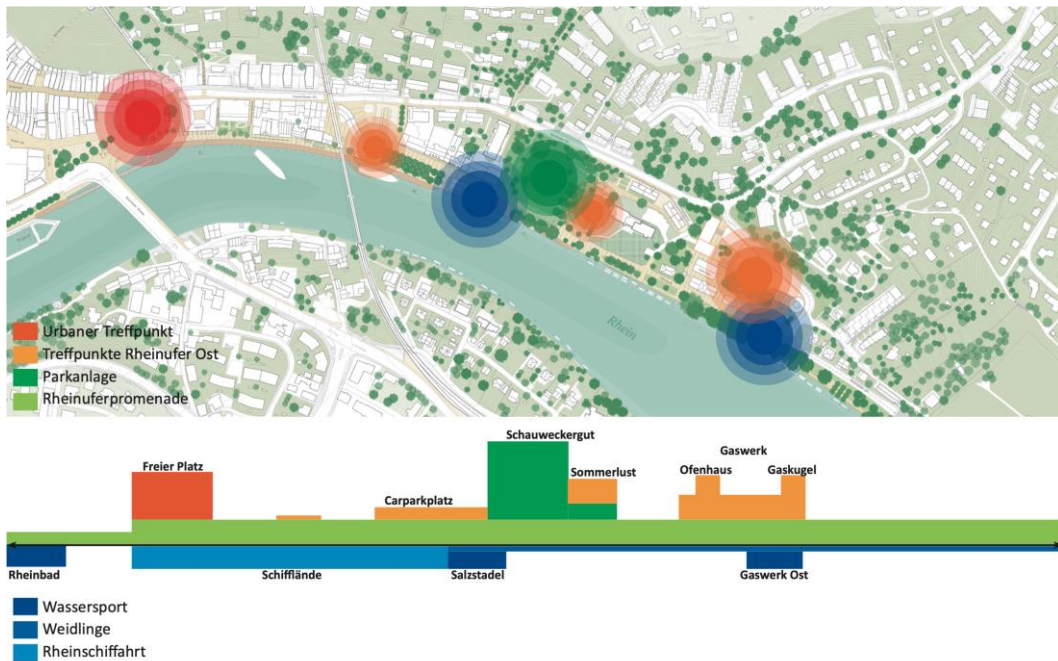 Rhein
Urbaner Treffpunkt
Treffpunkte Rheinufer Ost
Parkanlage
Rheinuferpromenade
Schauweckergut
Freier Platz
Sommerlust
Gaswerk
Ofenhaus
Gaskugel
Carparkplatz
Rheinbad
Schifflände
Salzstadel
Gaswerk Ost
Wassersport
Weidlinge
Rheinschiffahrt